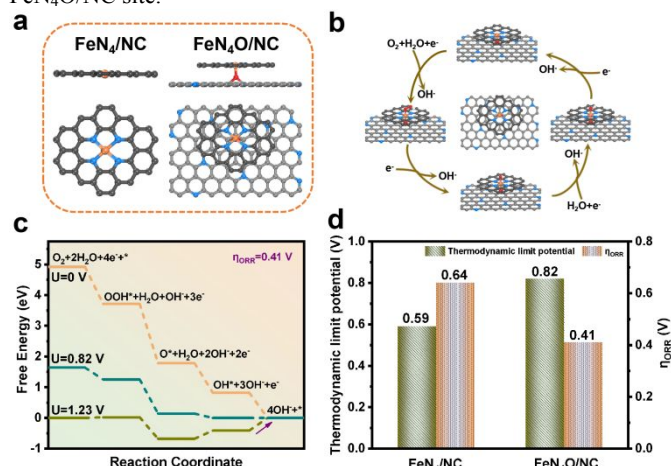 FeN₄O/NC site.
a
FeN₄/NC
FeN₄O/NC
b
O₂+H₂O+e⁻
OH⁻
e⁻
OH⁻
e⁻
OH⁻
OH⁻
H₂O+e⁻
c
Free Energy (eV)
5
4
3
2
1
0
-1
O₂+2H₂O+4e⁻+*
U=0 V
OOH*+H₂O+OH⁻+3e⁻
O*+H₂O+2OH⁻+2e⁻
OH*+3OH⁻+e⁻
4OH⁻+*
ηORR=0.41 V
U=0.82 V
U=1.23 V
Reaction Coordinate
d
Thermodynamic limit potential (V)
1.0
0.8
0.6
0.4
0.2
0.0
Thermodynamic limit potential
ηORR
0.59
0.64
0.82
0.41
0.8
0.6
0.4
0.2
0.0
ηORR (V)
FeN₄/NC
FeN₄O/NC